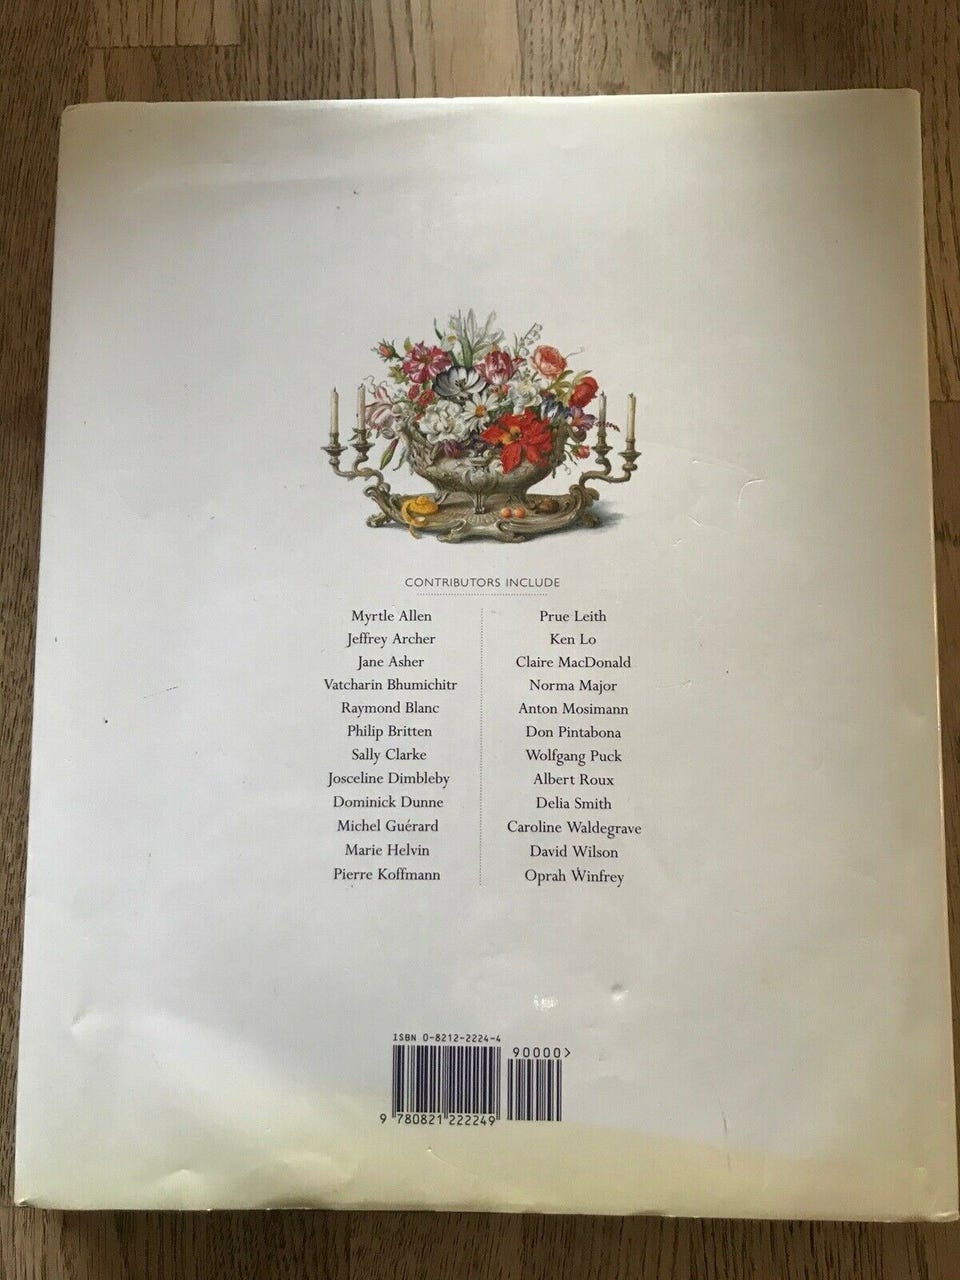 CONTRIBUTORS INCLUDE
Myrtle Allen
Jeffrey Archer
Jane Asher
Vatcharin Bhumichitr
Raymond Blanc
Philip Britten
Sally Clarke
Josceline Dimbleby
Dominick Dunne
Michel Guérard
Marie Helvin
Pierre Koffmann
Prue Leith
Ken Lo
Claire MacDonald
Norma Major
Anton Mosimann
Don Pintabona
Wolfgang Puck
Albert Roux
Delia Smith
Caroline Waldegrave
David Wilson
Oprah Winfrey
ISBN 0-8212-2224-4
90000>
9 780821 222249